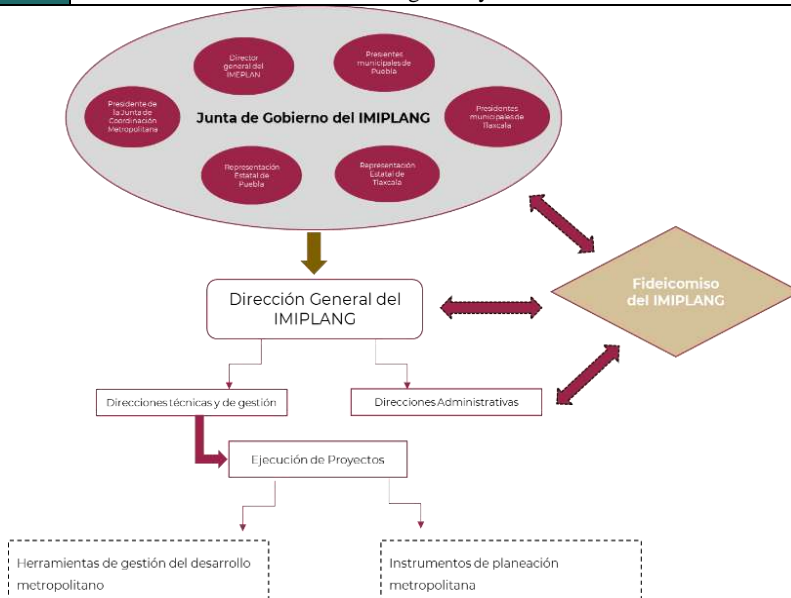 Director
general del
IMEPLAN
Presientes
municipales de
Puebla
Presidente de
la Junta de
Coordinación
Metropolitana
Junta de Gobierno del IMIPLANG
Presidentes
municipales de
Tlaxcala
Representación
Estatal de
Puebla
Representación
Estatal de
Tlaxcala
Fideicomiso
del IMIPLANG
Dirección General del
IMIPLANG
Direcciones técnicas y de gestión
Direcciones Administrativas
Ejecución de Proyectos
Herramientas de gestión del desarrollo
metropolitano
Instrumentos de planeación
metropolitana